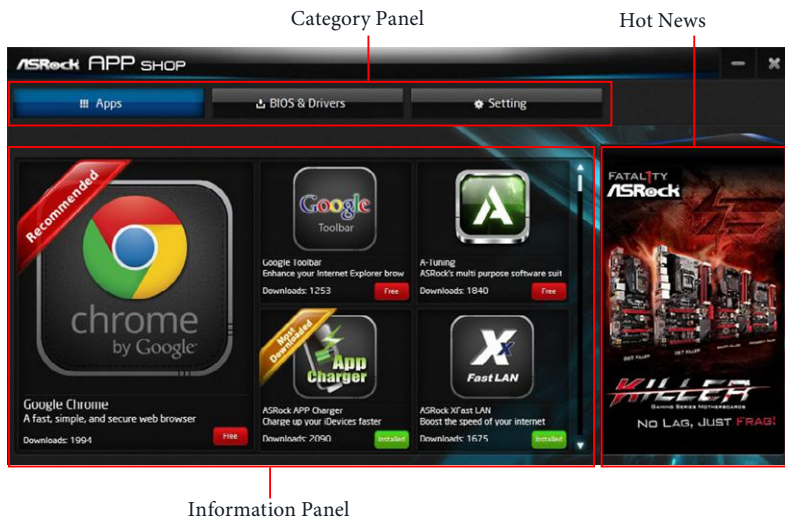 Category Panel
Hot News
ASRock APP SHOP
Apps
BIOS & Drivers
Setting
Recommended
chrome
by Google
Google Chrome
A fast, simple, and secure web browser
Downloads: 1994
Free
Google
Toolbar
Google Toolbar
Enhance your Internet Explorer brow
Downloads: 1253
Free
A-Tuning
ASRock's multi purpose software suit
Downloads: 1840
Free
Most
Downloaded
App
Charger
ASRock APP Charger
Charge up your iDevices faster
Downloads: 2090
Installed
Fast LAN
ASRock XFast LAN
Boost the speed of your internet
Downloads: 1675
Installed
FATAL1TY
ASRock
KILLER
GAMING SERIES MOTHERBOARDS
NO LAG, JUST FRAG!
Information Panel